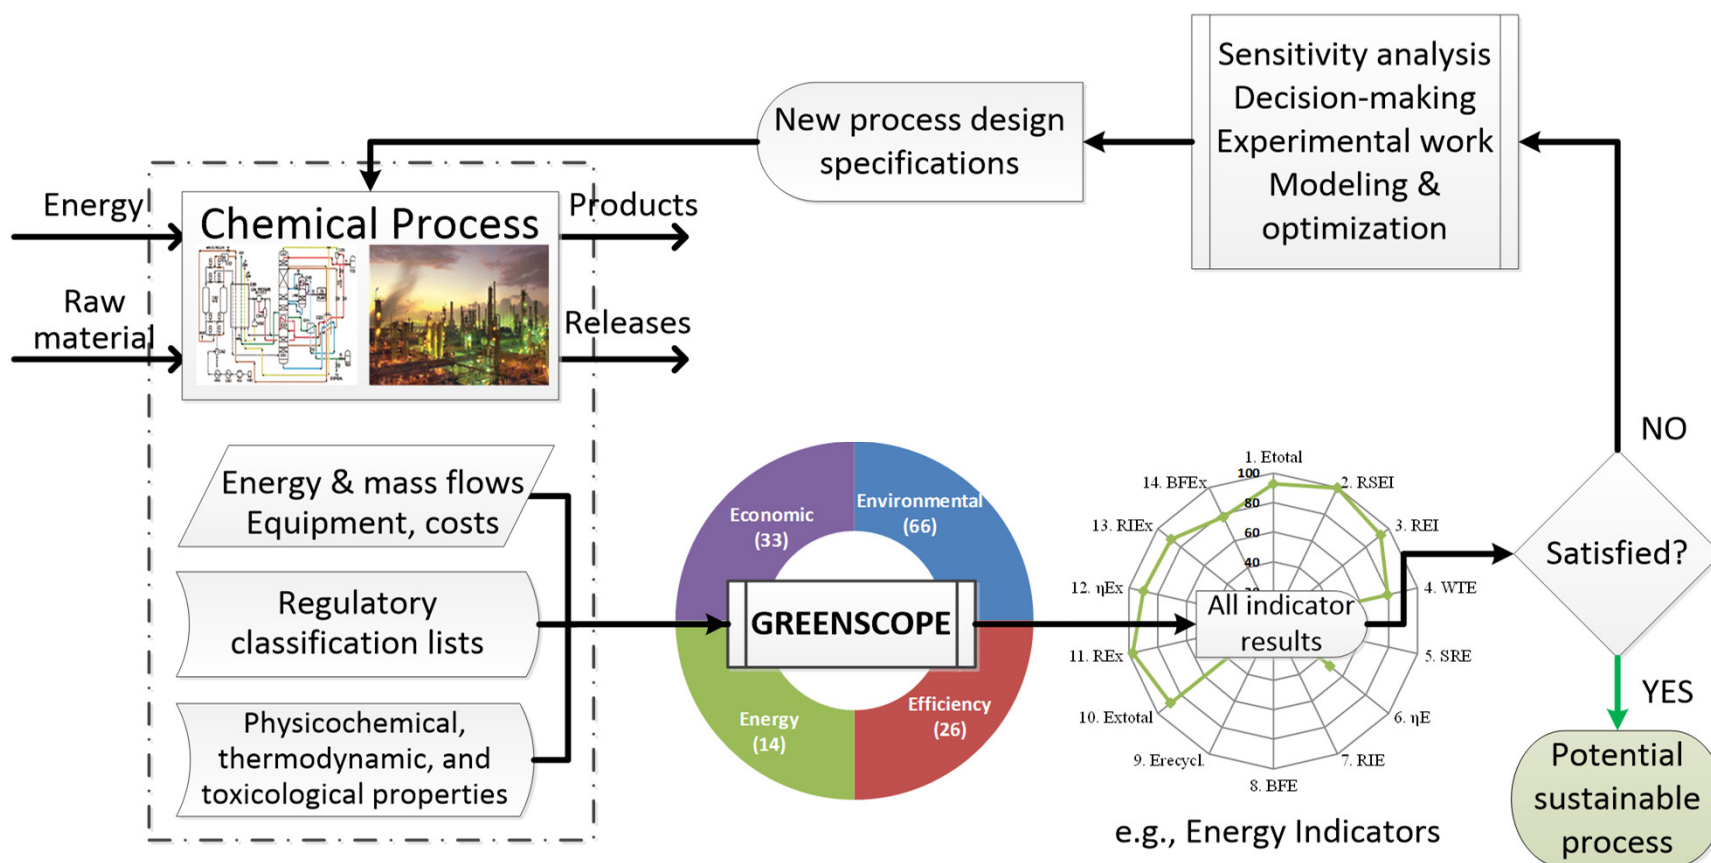 Sensitivity analysis
Decision-making
Experimental work
Modeling &
optimization
New process design
specifications
Energy
Raw
material
Chemical Process
Products
Releases
Energy & mass flows
Equipment, costs
Regulatory
classification lists
Physicochemical,
thermodynamic, and
toxicological properties
Economic
(33)
Environmental
(66)
GREENSCOPE
Energy
(14)
Efficiency
(26)
1. Etotal
2. RSEI
3. REI
4. WTE
5. SRE
6. ηE
7. RIE
8. BFE
9. Erecycl.
10. Extotal
11. REx
12. ηEx
13. RIEx
14. BFEx
100
80
60
40
All indicator
results
e.g., Energy Indicators
Satisfied?
NO
YES
Potential
sustainable
process